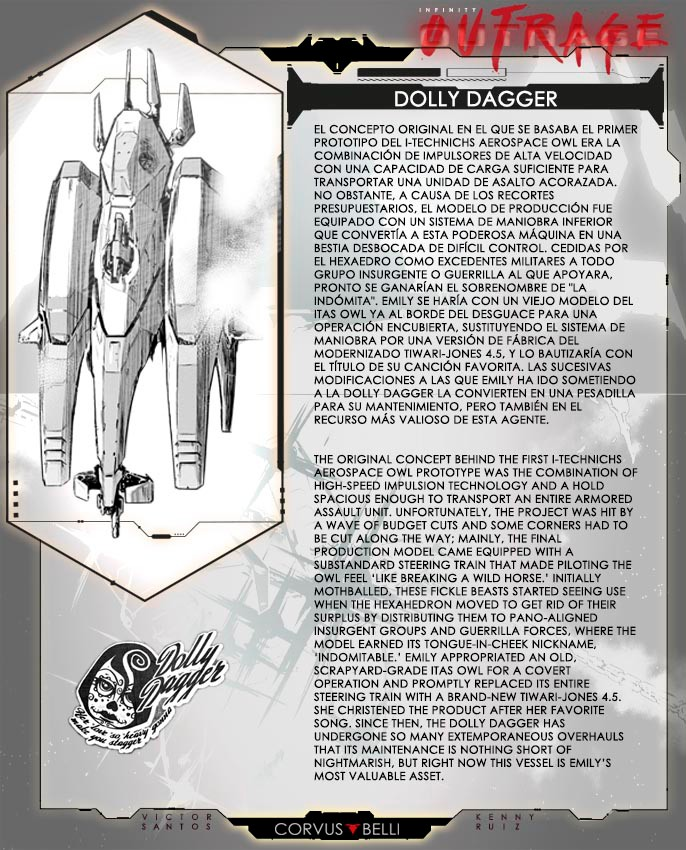 INFINITY
OUTRAGE
DOLLY DAGGER
EL CONCEPTO ORIGINAL EN EL QUE SE BASABA EL PRIMER
PROTOTIPO DEL I-TECHNICHS AEROSPACE OWL ERA LA
COMBINACIÓN DE IMPULSORES DE ALTA VELOCIDAD
CON UNA CAPACIDAD DE CARGA SUFICIENTE PARA
TRANSPORTAR UNA UNIDAD DE ASALTO ACORAZADA.
NO OBSTANTE, A CAUSA DE LOS RECORTES
PRESUPUESTARIOS, EL MODELO DE PRODUCCIÓN FUE
EQUIPADO CON UN SISTEMA DE MANIOBRA INFERIOR
QUE CONVERTÍA A ESTA PODEROSA MÁQUINA EN UNA
BESTIA DESBOCADA DE DIFÍCIL CONTROL. CEDIDAS POR
EL HEXAEDRO COMO EXCEDENTES MILITARES A TODO
GRUPO INSURGENTE O GUERRILLA AL QUE APOYARA,
PRONTO SE GANARÍAN EL SOBRENOMBRE DE "LA
INDÓMITA". EMILY SE HARÍA CON UN VIEJO MODELO DEL
ITAS OWL YA AL BORDE DEL DESGUACE PARA UNA
OPERACIÓN ENCUBIERTA, SUSTITUYENDO EL SISTEMA DE
MANIOBRA POR UNA VERSIÓN DE FÁBRICA DEL
MODERNIZADO TIWARI-JONES 4.5, Y LO BAUTIZARÍA CON
EL TÍTULO DE SU CANCIÓN FAVORITA. LAS SUCESIVAS
MODIFICACIONES A LAS QUE EMILY HA IDO SOMETIENDO
A LA DOLLY DAGGER LA CONVIERTEN EN UNA PESADILLA
PARA SU MANTENIMIENTO, PERO TAMBIÉN EN EL
RECURSO MÁS VALIOSO DE ESTA AGENTE.
THE ORIGINAL CONCEPT BEHIND THE FIRST I-TECHNICHS
AEROSPACE OWL PROTOTYPE WAS THE COMBINATION OF
HIGH-SPEED IMPULSION TECHNOLOGY AND A HOLD
SPACIOUS ENOUGH TO TRANSPORT AN ENTIRE ARMORED
ASSAULT UNIT. UNFORTUNATELY, THE PROJECT WAS HIT BY
A WAVE OF BUDGET CUTS AND SOME CORNERS HAD TO
BE CUT ALONG THE WAY; MAINLY, THE FINAL
PRODUCTION MODEL CAME EQUIPPED WITH A
SUBSTANDARD STEERING TRAIN THAT MADE PILOTING THE
OWL FEEL 'LIKE BREAKING A WILD HORSE.' INITIALLY
MOTHBALLED, THESE FICKLE BEASTS STARTED SEEING USE
WHEN THE HEXAHEDRON MOVED TO GET RID OF THEIR
SURPLUS BY DISTRIBUTING THEM TO PANO-ALIGNED
INSURGENT GROUPS AND GUERRILLA FORCES, WHERE THE
MODEL EARNED ITS TONGUE-IN-CHEEK NICKNAME,
'INDOMITABLE.' EMILY APPROPRIATED AN OLD,
SCRAPYARD-GRADE ITAS OWL FOR A COVERT
OPERATION AND PROMPTLY REPLACED ITS ENTIRE
STEERING TRAIN WITH A BRAND-NEW TIWARI-JONES 4.5.
SHE CHRISTENED THE PRODUCT AFTER HER FAVORITE
SONG. SINCE THEN, THE DOLLY DAGGER HAS
UNDERGONE SO MANY EXTEMPORANEOUS OVERHAULS
THAT ITS MAINTENANCE IS NOTHING SHORT OF
NIGHTMARISH, BUT RIGHT NOW THIS VESSEL IS EMILY'S
MOST VALUABLE ASSET.
Dolly
Dagger
Her love so heavy gonna
make you stagger
VICTOR
SANTOS
CORVUS BELLI
KENNY
RUIZ